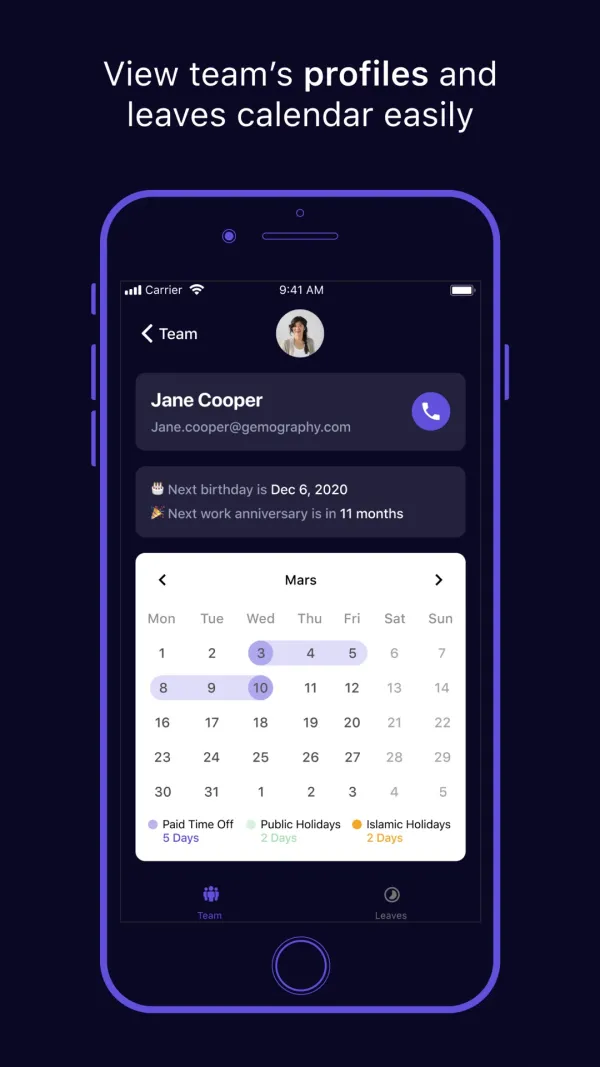 View team's profiles and
leaves calendar easily
Carrier 9:41 AM
Team
Jane Cooper
Jane.cooper@gemography.com
Next birthday is Dec 6, 2020
Next work anniversary is in 11 months
Mars
Mon Tue Wed Thu Fri Sat Sun
1 2 3 4 5 6 7
8 9 10 11 12 13 14
16 17 18 19 20 21 22
23 24 25 26 27 28 29
30 31 1 2 3 4 5
Paid Time Off Public Holidays Islamic Holidays
5 Days 2 Days 2 Days
Team Leaves